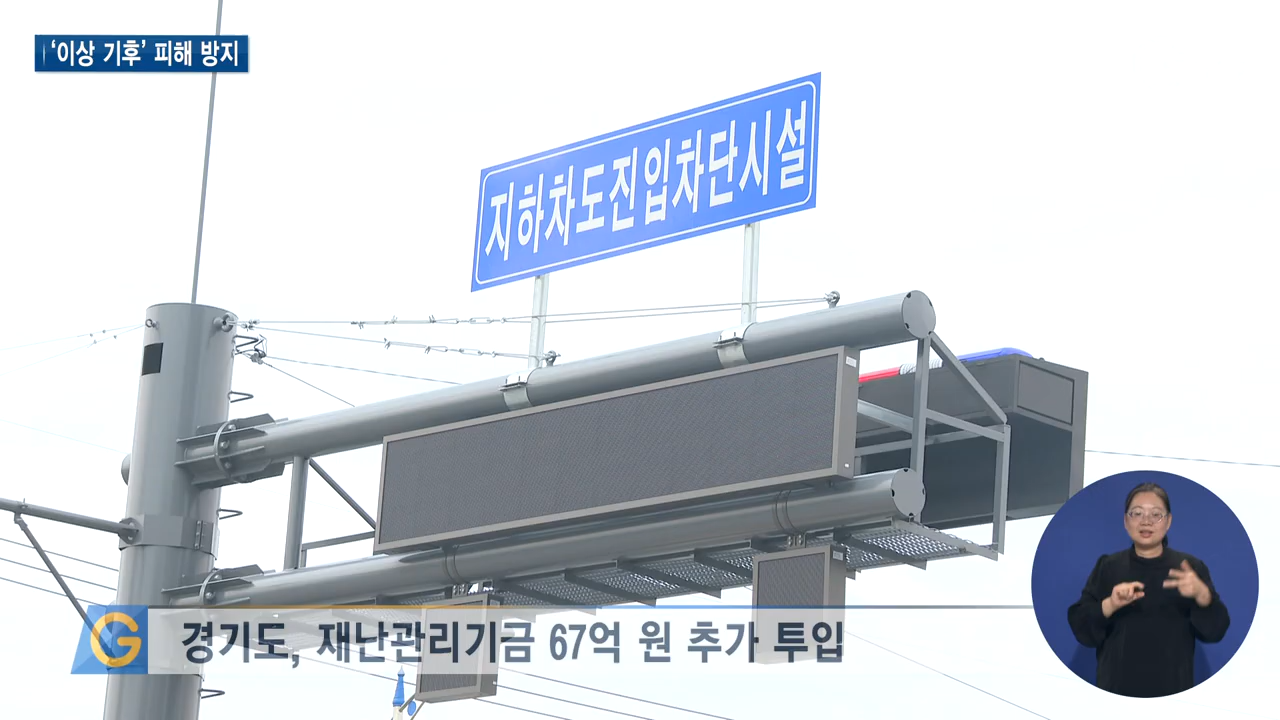 ‘이상 기후’ 피해 방지
지하차도진입차단시설
G 경기도, 재난관리기금 67억 원 추가 투입